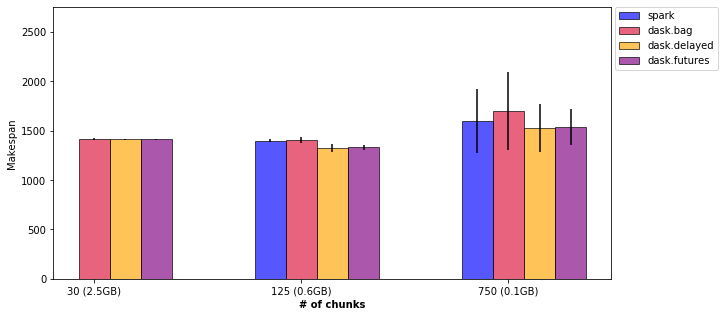 2500
2000
1500
1000
500
0
Makespan
30 (2.5GB)
125 (0.6GB)
750 (0.1GB)
# of chunks
spark
dask.bag
dask.delayed
dask.futures